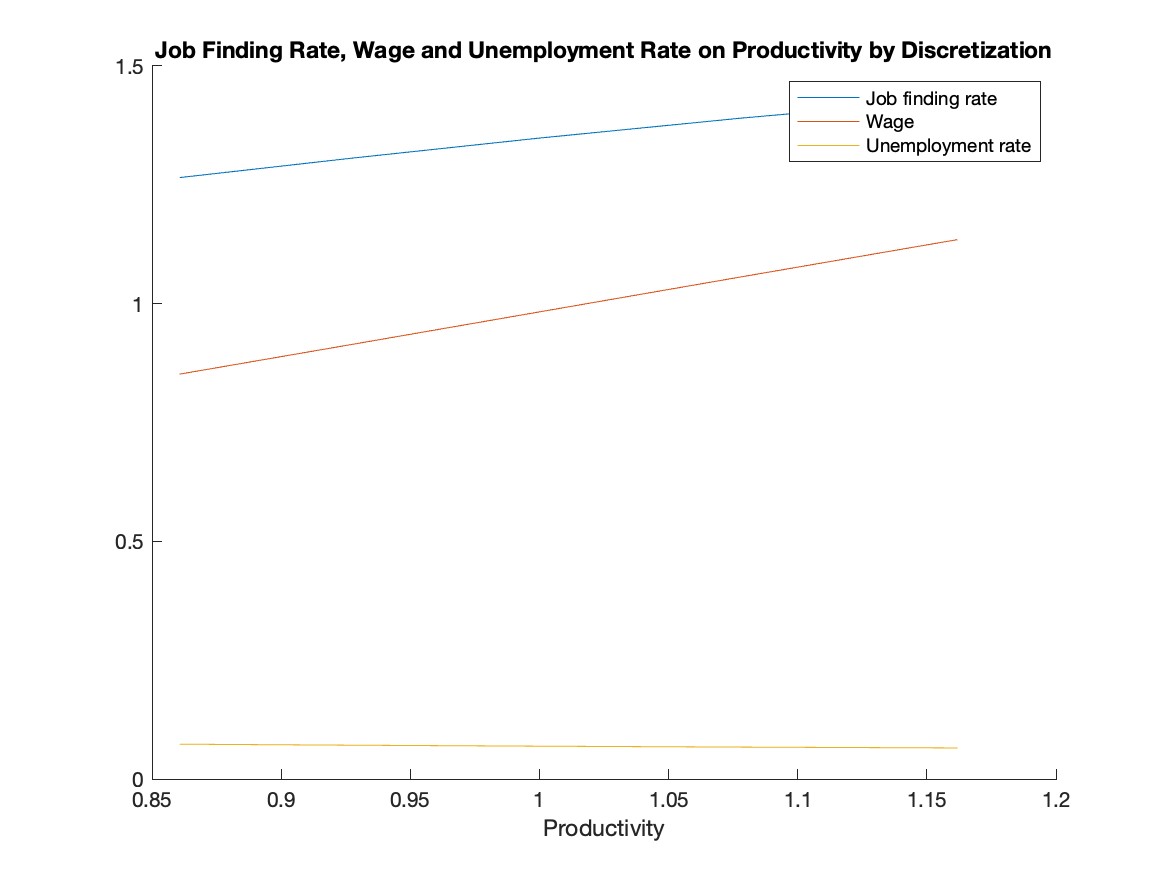 Job Finding Rate, Wage and Unemployment Rate on Productivity by Discretization
1.5
1
0.5
0
Job finding rate
Wage
Unemployment rate
0.85 0.9 0.95 1 1.05 1.1 1.15 1.2
Productivity